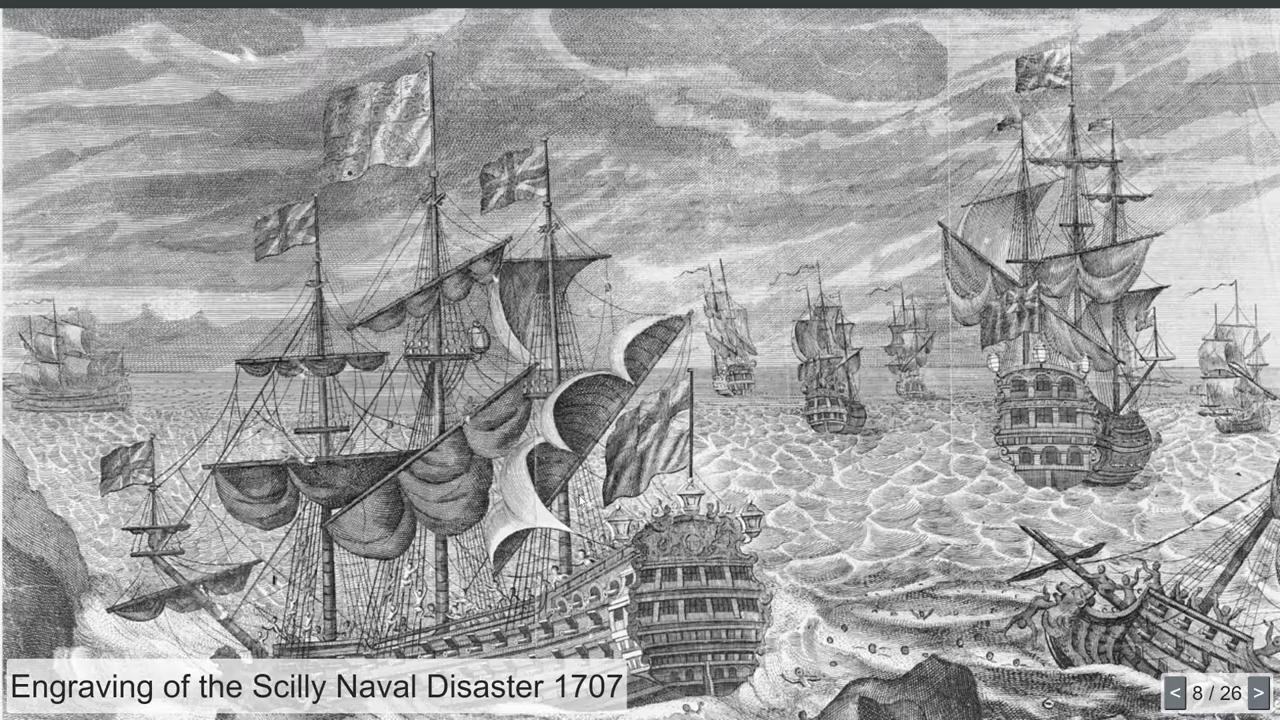 Engraving of the Scilly Naval Disaster 1707
< 8 / 26 >